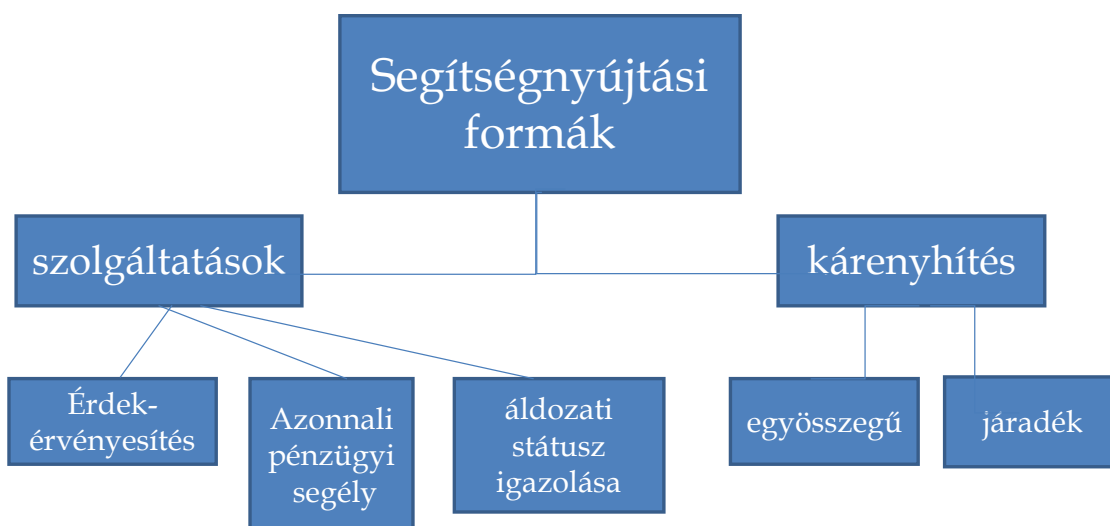 Segítségnyújtási
formák
szolgáltatások
kárenyhítés
Érdek-
érvényesítés
Azonnali
pénzügyi
segély
áldozati
státusz
igazolása
egyösszegű
járadék